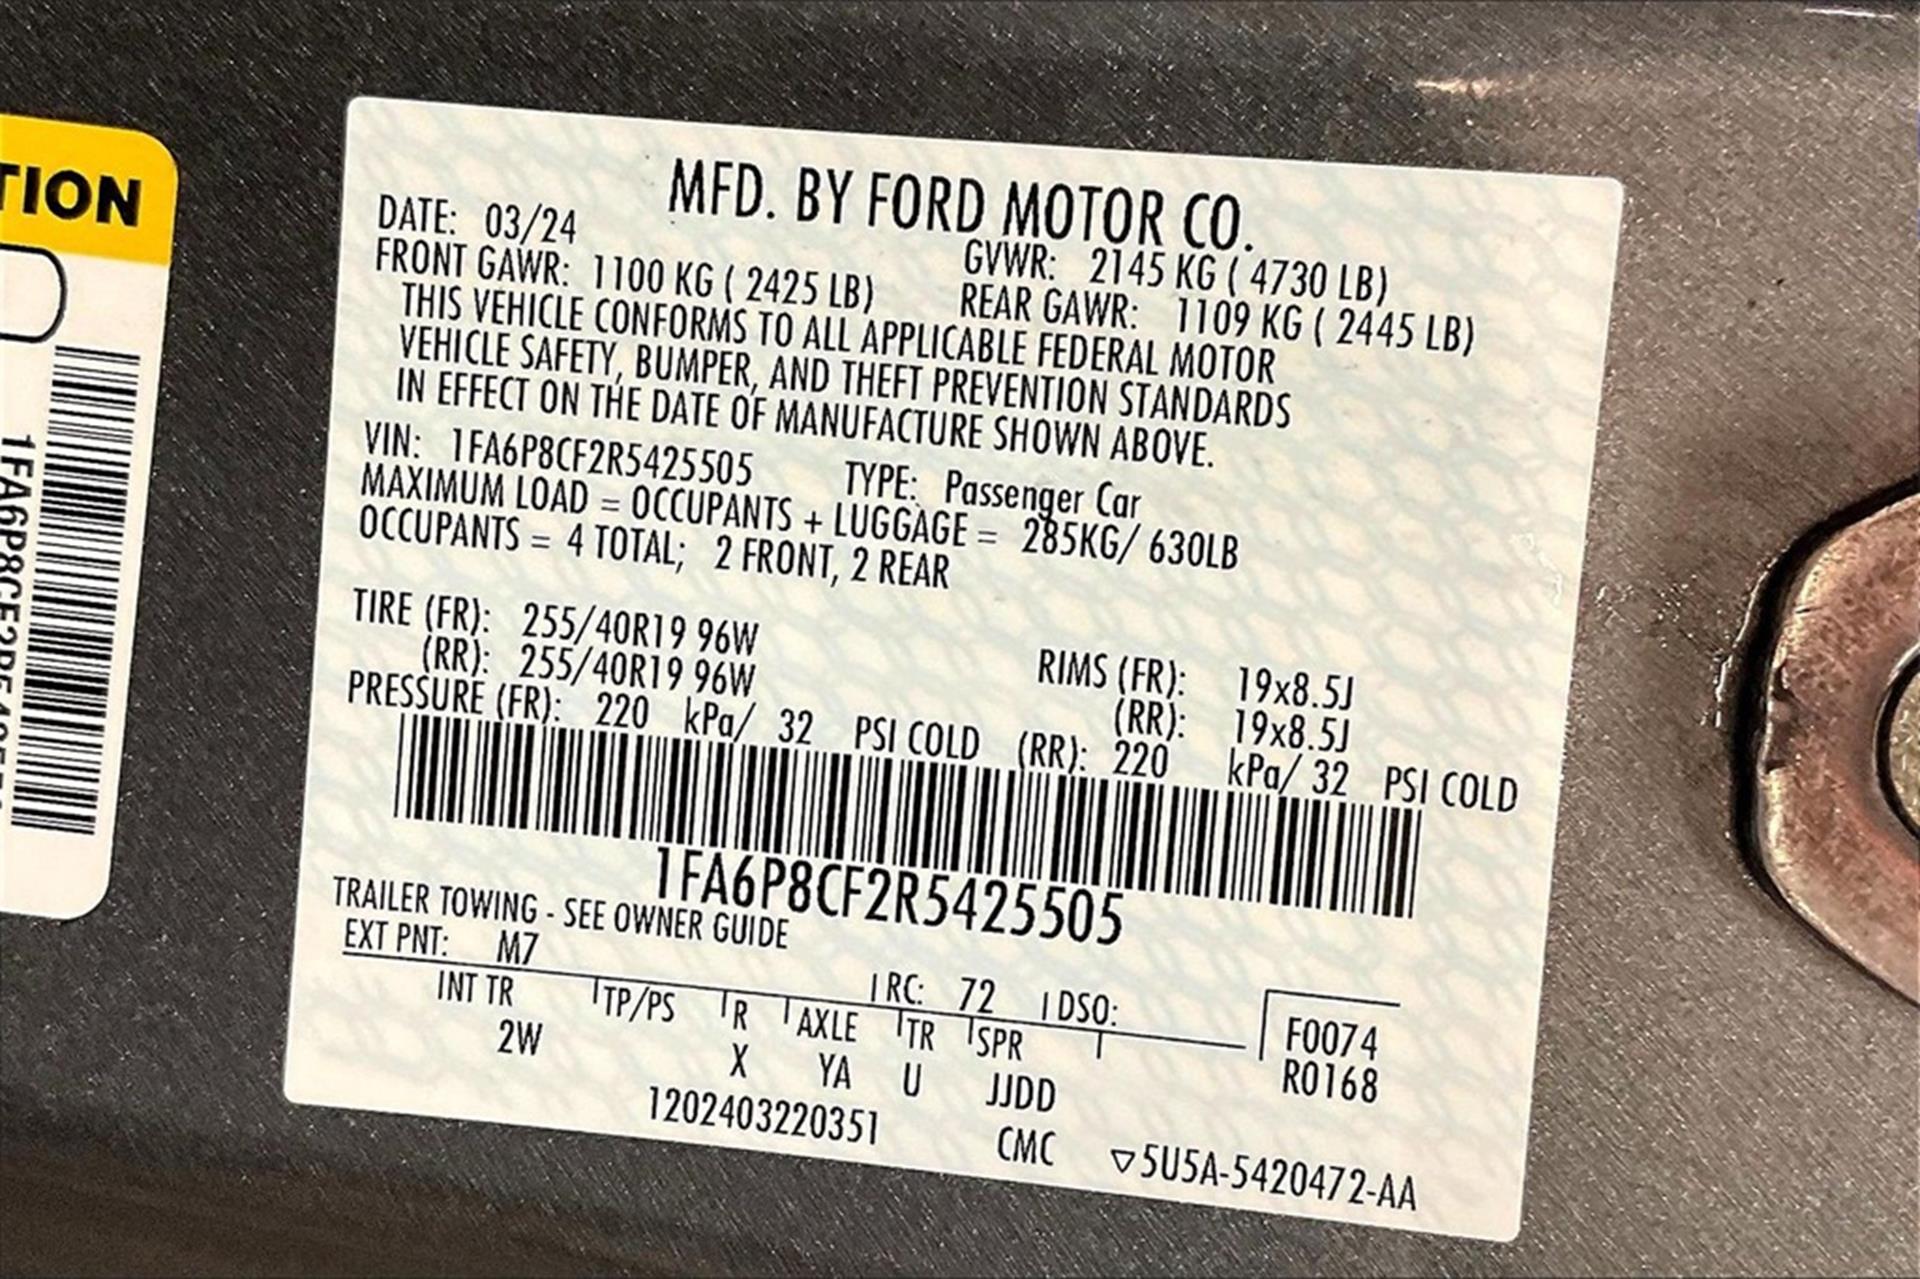 TION
1FA6P8CF2R54255
MFD. BY FORD MOTOR CO.
DATE: 03/24 GVWR: 2145 KG ( 4730 LB)
FRONT GAWR: 1100 KG ( 2425 LB) REAR GAWR: 1109 KG ( 2445 LB)
THIS VEHICLE CONFORMS TO ALL APPLICABLE FEDERAL MOTOR
VEHICLE SAFETY, BUMPER, AND THEFT PREVENTION STANDARDS
IN EFFECT ON THE DATE OF MANUFACTURE SHOWN ABOVE.
VIN: 1FA6P8CF2R5425505 TYPE: Passenger Car
MAXIMUM LOAD = OCCUPANTS + LUGGAGE = 285KG/ 630LB
OCCUPANTS = 4 TOTAL; 2 FRONT, 2 REAR
TIRE (FR): 255/40R19 96W RIMS (FR): 19x8.5J
(RR): 255/40R19 96W (RR): 19x8.5J
PRESSURE (FR): 220 kPa/ 32 PSI COLD (RR): 220 kPa/ 32 PSI COLD
1FA6P8CF2R5425505
TRAILER TOWING - SEE OWNER GUIDE
EXT PNT: M7 RC: 72 DSO:
INT TR TP/PS R AXLE TR SPR F0074
2W X YA U JJDD R0168
1202403220351 CMC ▽5U5A-5420472-AA